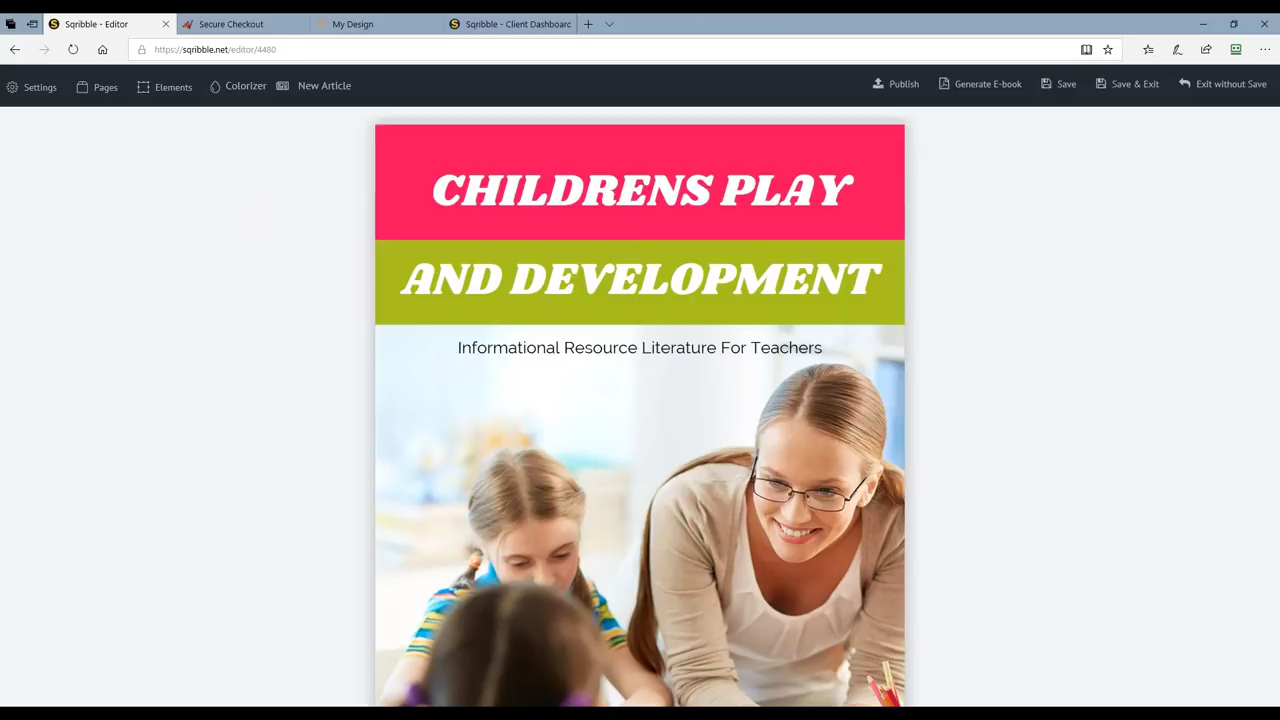 Sqribble - Editor
Secure Checkout
My Design
Sqribble - Client Dashboarc
https://sqribble.net/editor/4480
Settings
Pages
Elements
Colorizer
New Article
Publish
Generate E-book
Save
Save & Exit
Exit without Save
CHILDRENS PLAY
AND DEVELOPMENT
Informational Resource Literature For Teachers